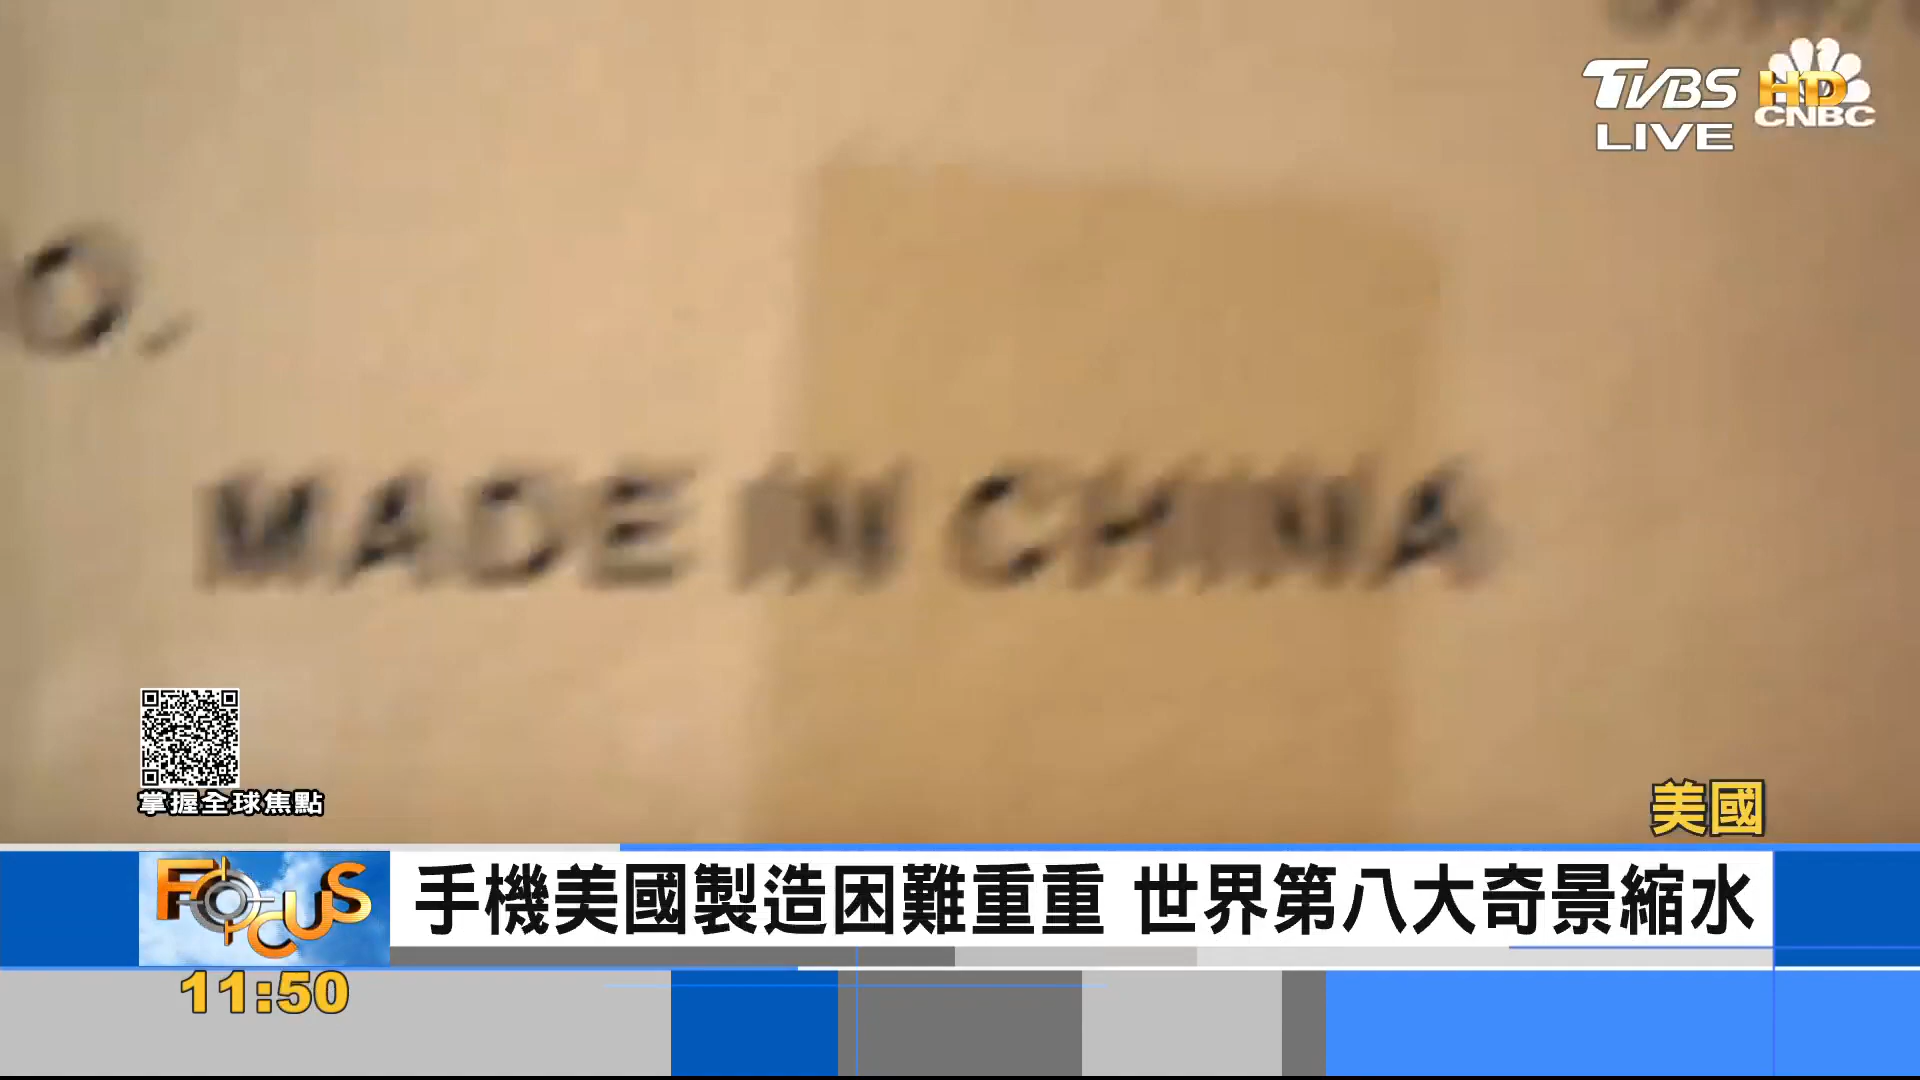 TVBS
HD
CNBC
LIVE
O.
MADE IN CHINA
掌握全球焦點
美國
FOCUS
手機美國製造困難重重 世界第八大奇景縮水
11:50